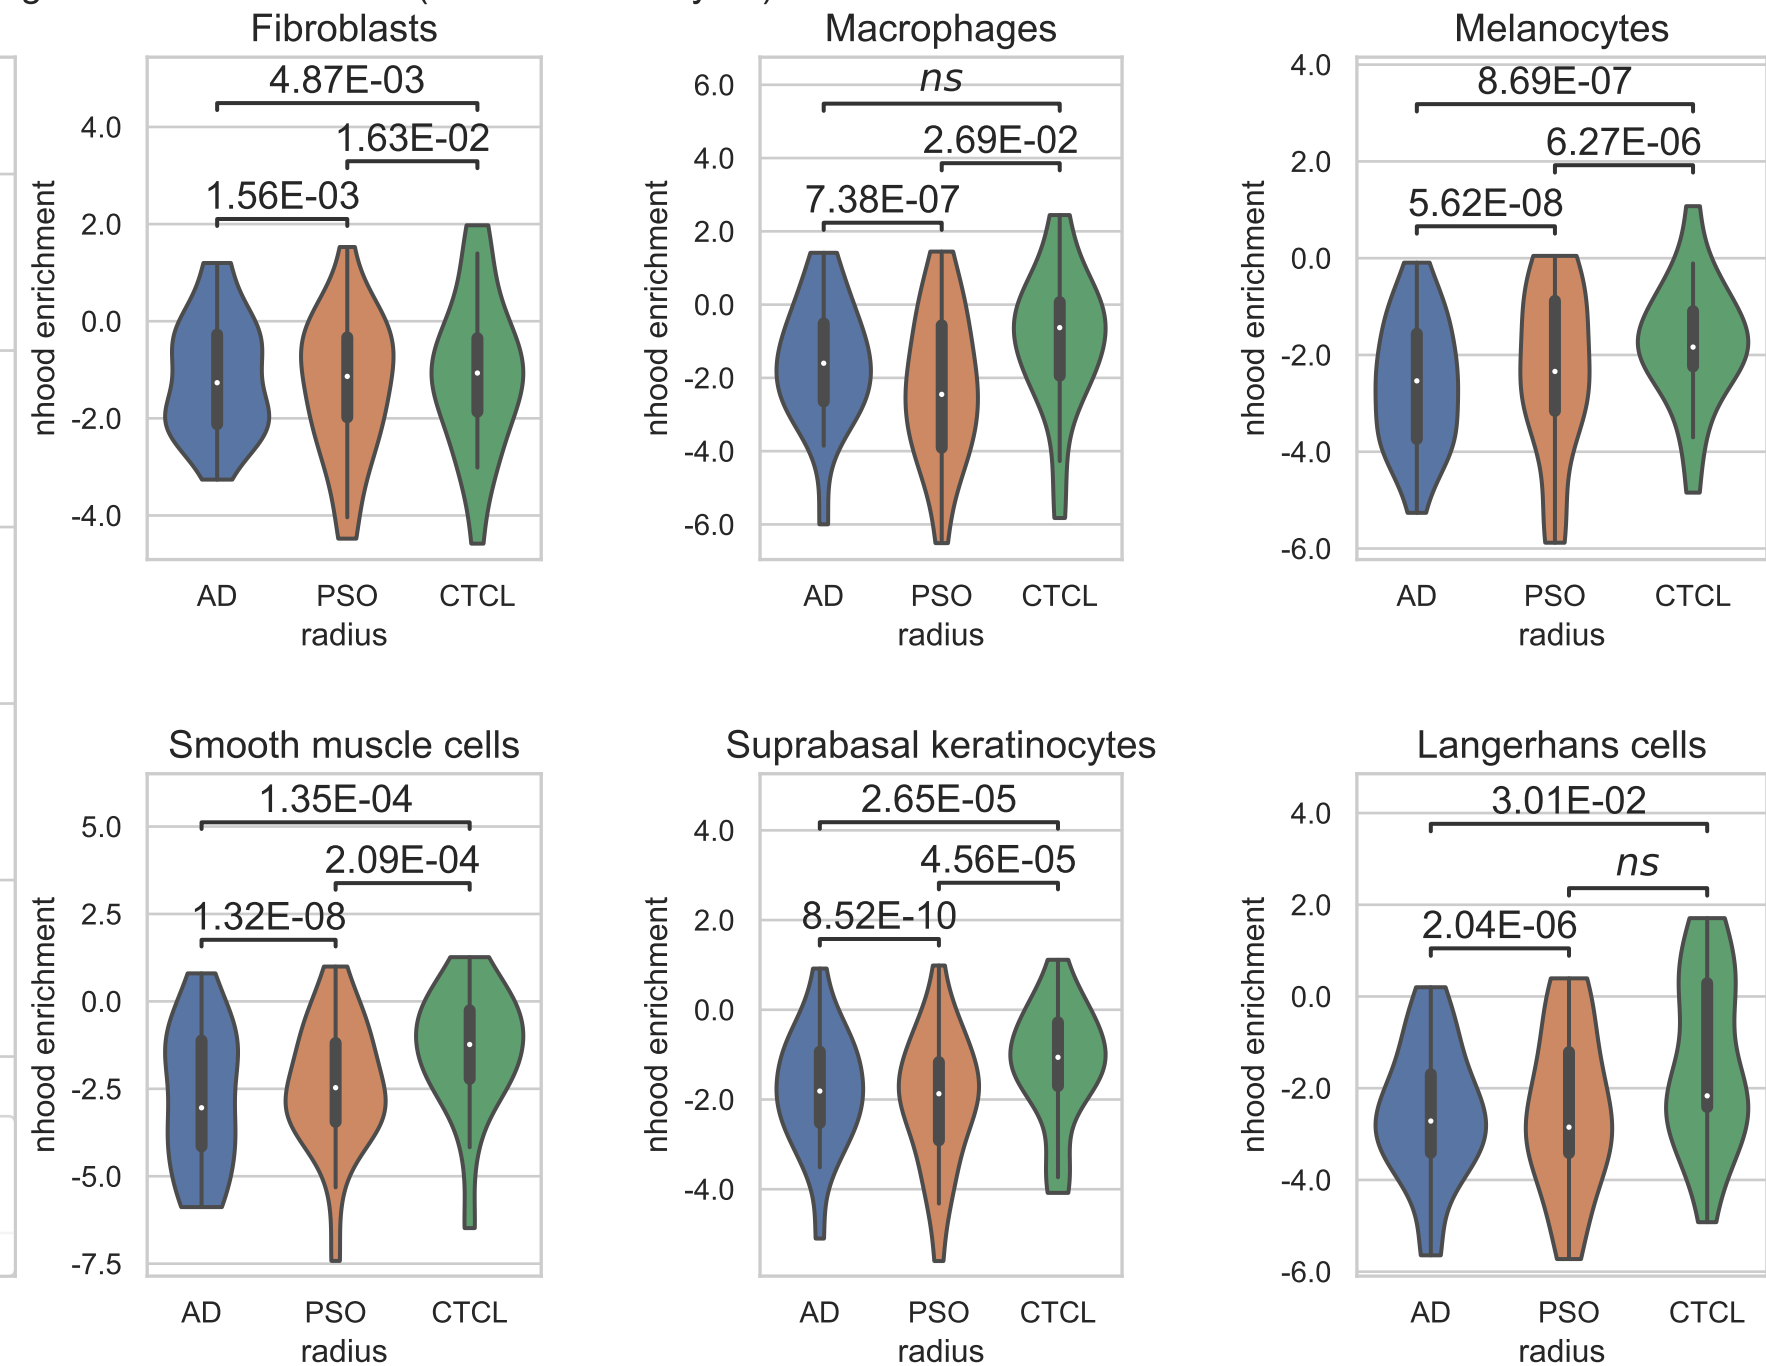 Fibroblasts
4.87E-03
1.63E-02
1.56E-03
4.0
2.0
0.0
-2.0
-4.0
nhood enrichment
AD PSO CTCL
radius
Macrophages
ns
2.69E-02
7.38E-07
6.0
4.0
2.0
0.0
-2.0
-4.0
-6.0
nhood enrichment
AD PSO CTCL
radius
Melanocytes
8.69E-07
6.27E-06
5.62E-08
4.0
2.0
0.0
-2.0
-4.0
-6.0
nhood enrichment
AD PSO CTCL
radius
Smooth muscle cells
1.35E-04
2.09E-04
1.32E-08
5.0
2.5
0.0
-2.5
-5.0
-7.5
nhood enrichment
AD PSO CTCL
radius
Suprabasal keratinocytes
2.65E-05
4.56E-05
8.52E-10
4.0
2.0
0.0
-2.0
-4.0
nhood enrichment
AD PSO CTCL
radius
Langerhans cells
3.01E-02
ns
2.04E-06
4.0
2.0
0.0
-2.0
-4.0
-6.0
nhood enrichment
AD PSO CTCL
radius